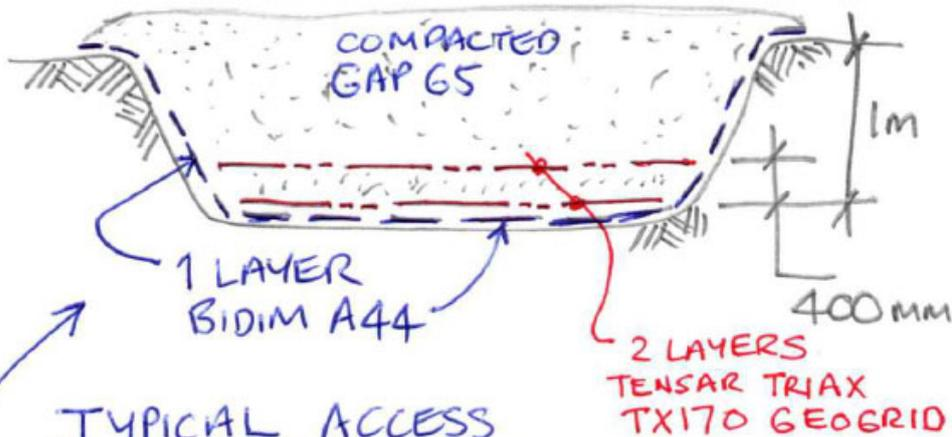 COMPACTED
GAP 65
1m
400mm
1 LAYER
BIDIM A44
2 LAYERS
TENSAR TRIAX
TX170 GEOGRID
TYPICAL ACCESS